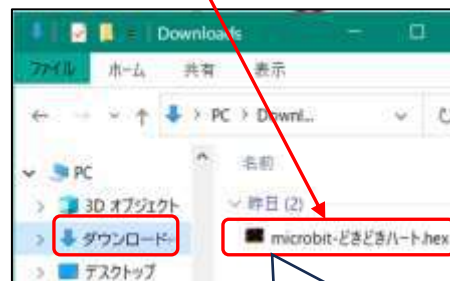 Downloads
ファイル ホーム 共有 表示
PC > Downl...
名前
PC
3D オブジェクト
昨日 (2)
ダウンロード
microbit-どきどきハート.hex
デスクトップ